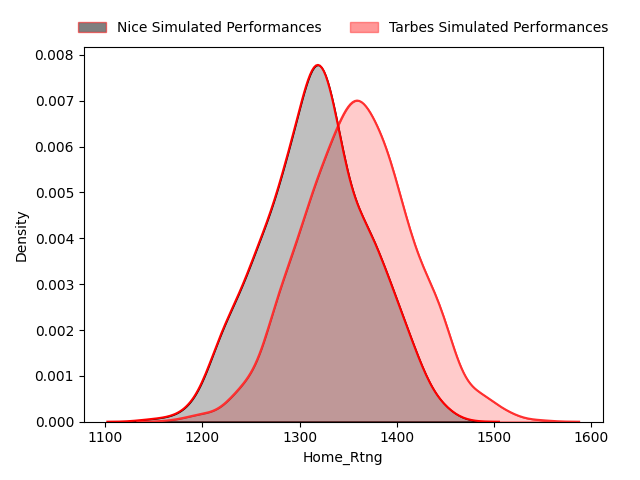 Nice Simulated Performances
Tarbes Simulated Performances
0.008
0.007
0.006
0.005
0.004
0.003
0.002
0.001
0.000
Density
1100 1200 1300 1400 1500 1600
Home_Rtng